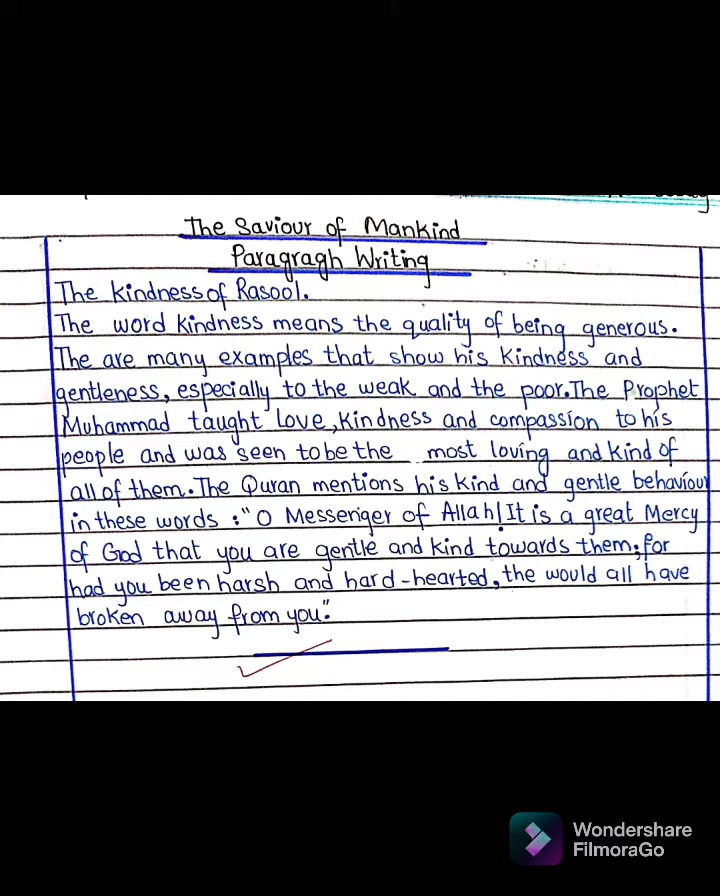 The Saviour of Mankind
Paragragh Writing
The kindness of Rasool.
The word kindness means the quality of being generous.
The are many examples that show his kindness and
gentleness, especially to the weak and the poor. The Prophet
Muhammad taught love, kindness and compassion to his
people and was seen to be the most loving and kind of
all of them. The Quran mentions his kind and gentle behaviour
in these words : "O Messenger of Allah! It is a great Mercy
of God that you are gentle and kind towards them; for
had you been harsh and hard-hearted, the would all have
broken away from you".
Wondershare
FilmoraGo